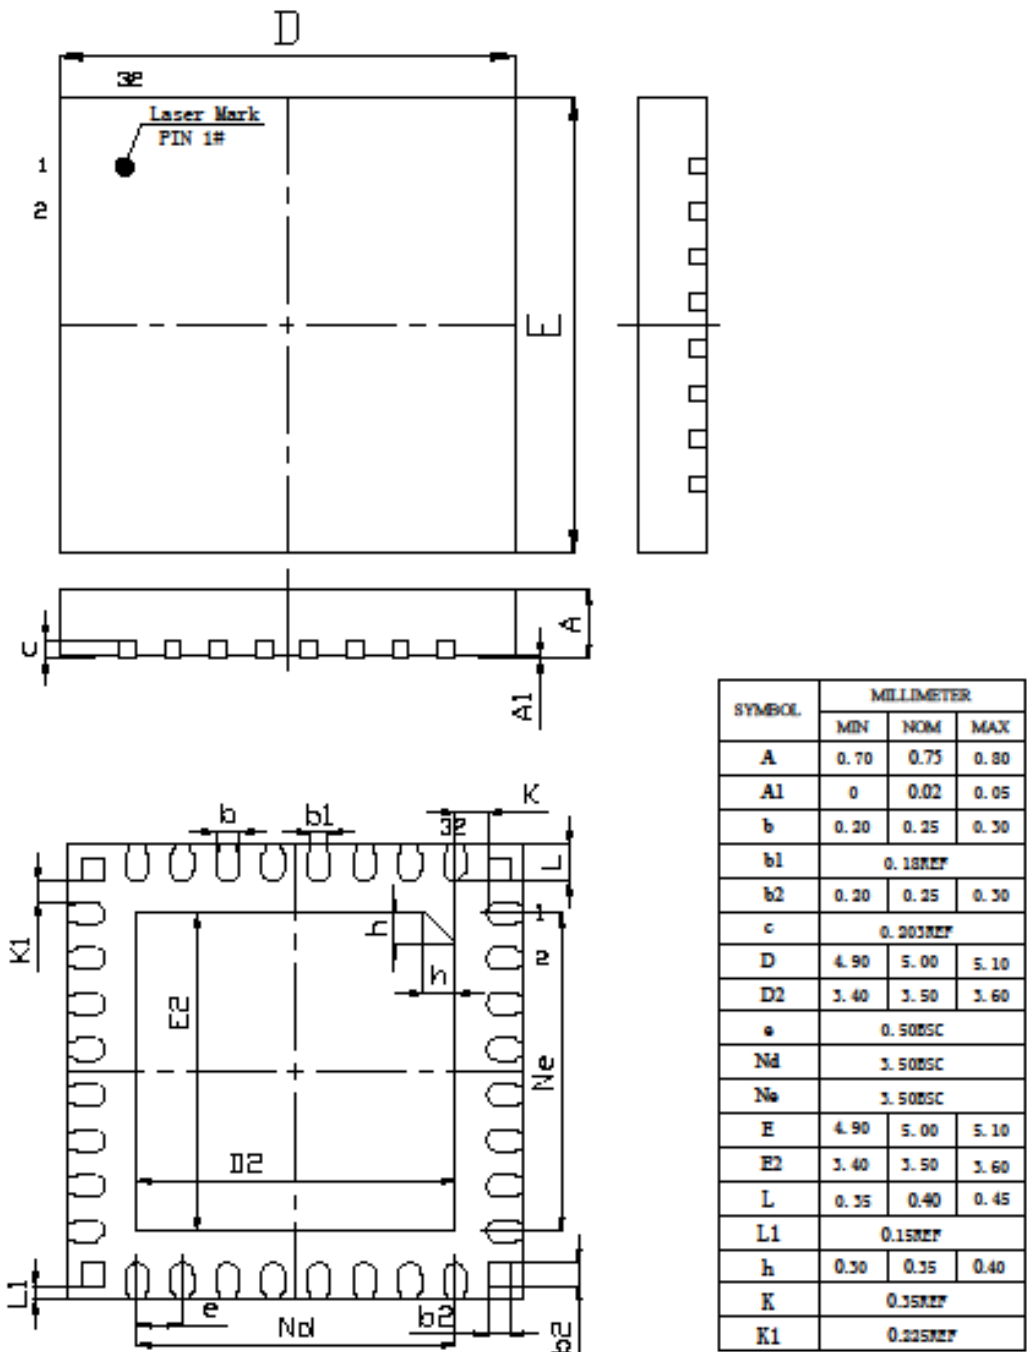 D
32
Laser Mark
PIN 1#
1
2
E
c
A
A1
SYMBOL MILLIMETER
MIN NOM MAX
A 0.70 0.75 0.80
A1 0 0.02 0.05
b 0.20 0.25 0.30
b1 0.18REF
b2 0.20 0.25 0.30
c 0.203REF
D 4.90 5.00 5.10
D2 3.40 3.50 3.60
e 0.50BSC
Nd 3.50BSC
Ne 3.50BSC
E 4.90 5.00 5.10
E2 3.40 3.50 3.60
L 0.35 0.40 0.45
L1 0.15REF
h 0.30 0.35 0.40
K 0.35REF
K1 0.225REF
b b1 K
32
L
K1
h
h
1
2
E2
Ne
D2
L1
e
Nd
b2
b2